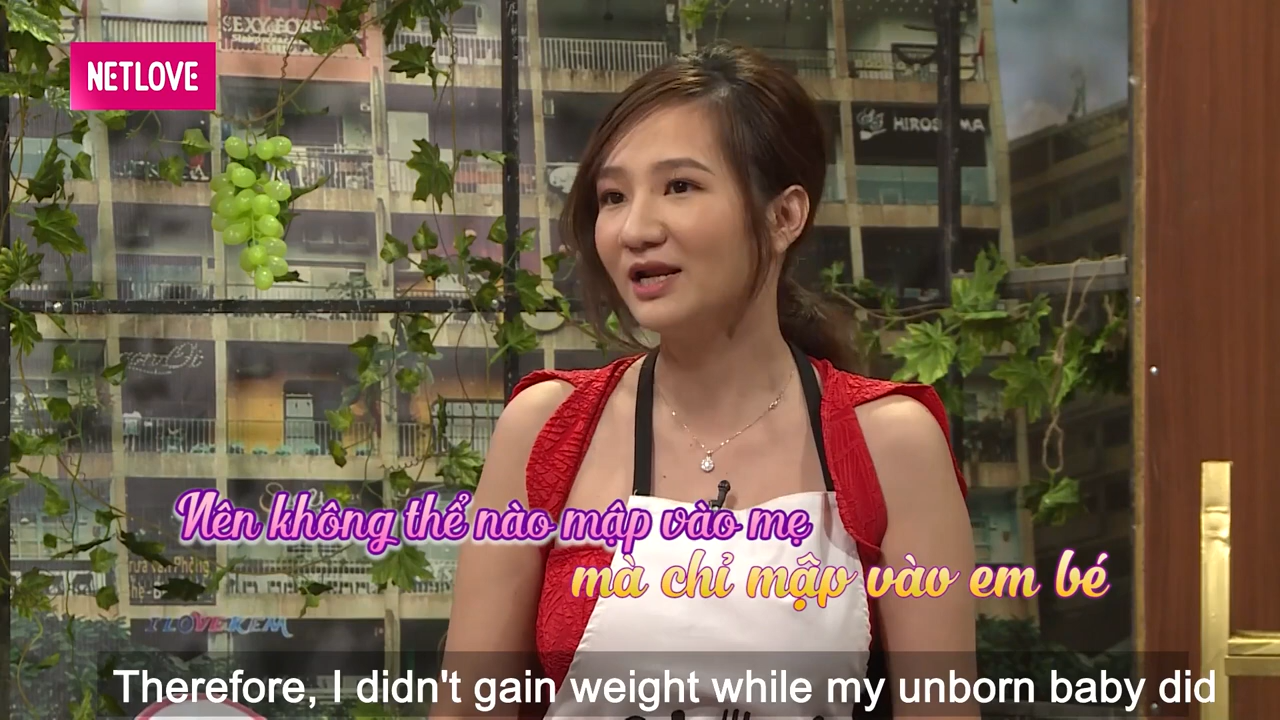 SEXY FOREVER
NETLOVE
HIROSHIMA
Nên không thể nào mập vào mẹ
mà chỉ mập vào em bé
I LOVE KEM
Therefore, I didn't gain weight while my unborn baby did